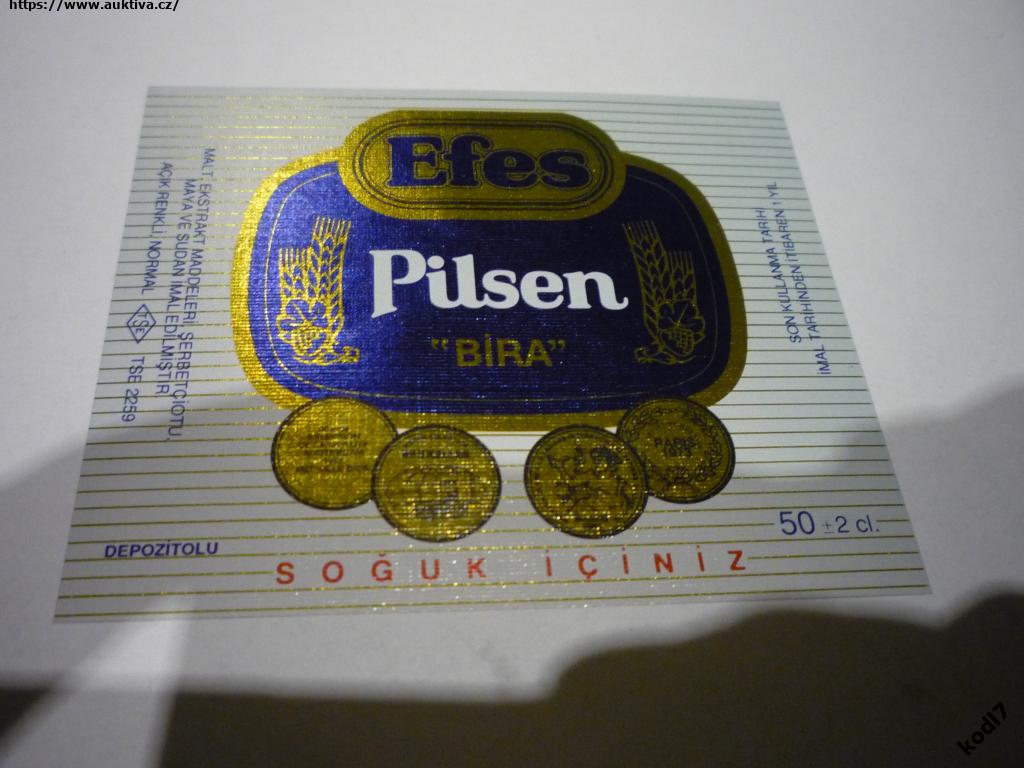 https://www.auktiva.cz/
Efes
Pilsen
"BİRA"
MALT, EKSTRAKT MADDELERİ, ŞERBETÇİOTU,
MAYA VE SUDAN İMAL EDİLMİŞTİR
AÇIK RENKLİ, NORMAL TSE TSE 2259
SON KULLANMA TARİHİ
İMAL TARİHİNDEN İTİBAREN 1 YIL
BRUXELLES
PARIS
50 ±2 cl.
DEPOZİTOLU
SOĞUK İÇİNİZ
kodl7